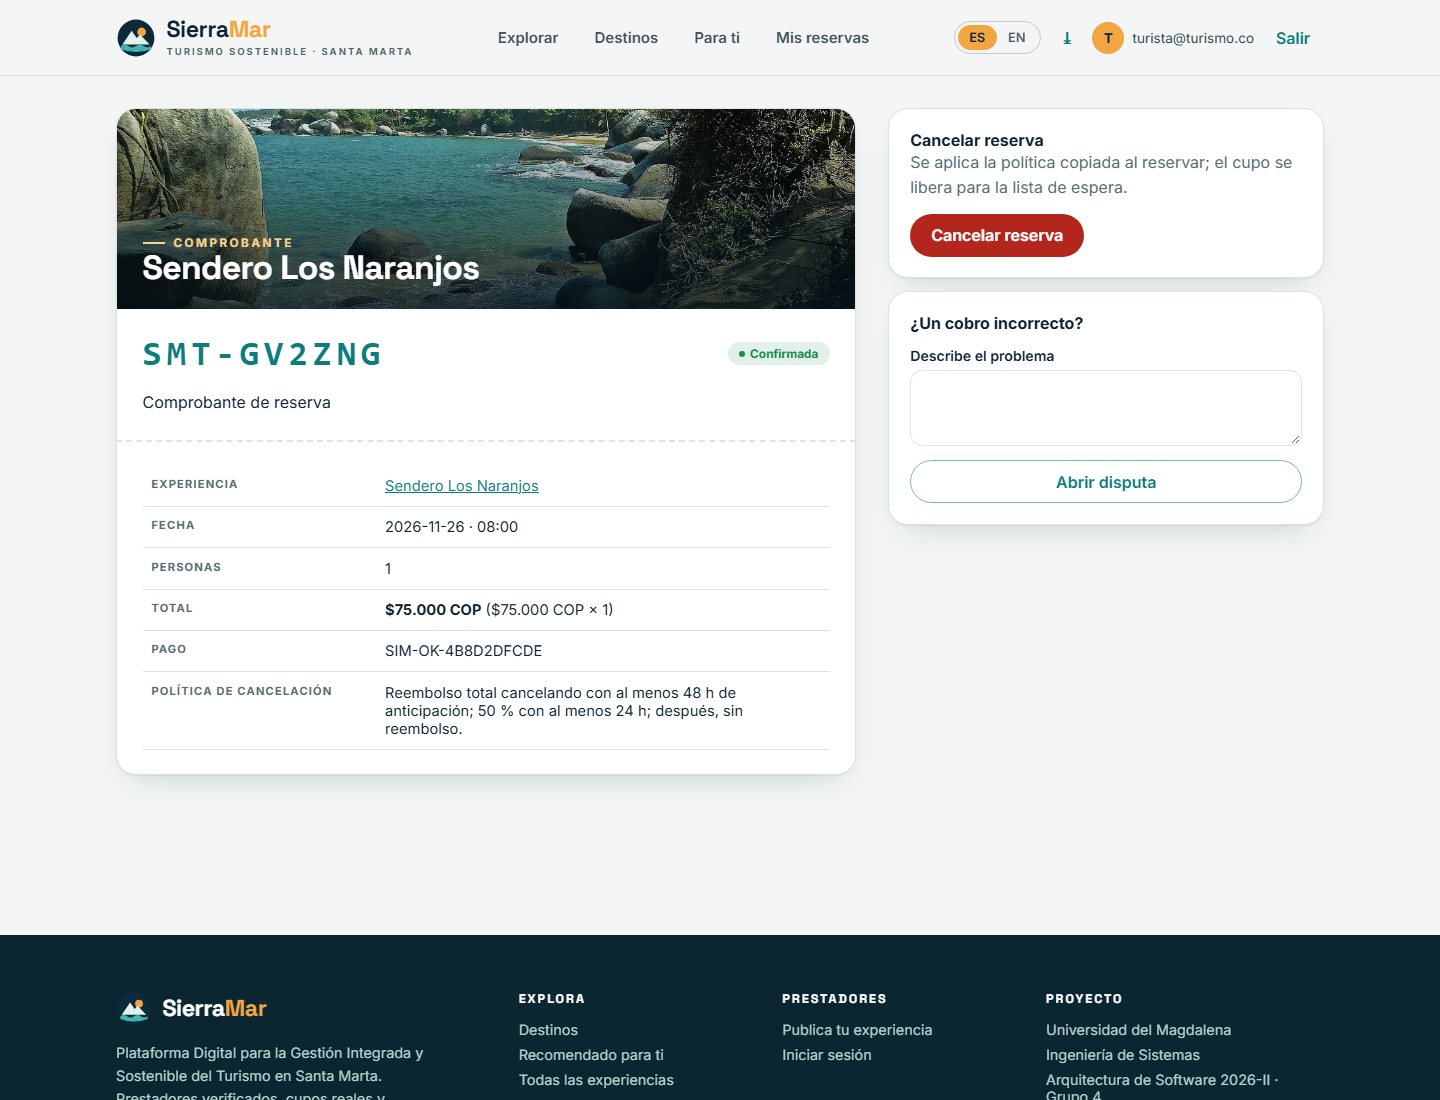 SierraMar
TURISMO SOSTENIBLE · SANTA MARTA
Explorar
Destinos
Para ti
Mis reservas
ES
EN
T
turista@turismo.co
Salir
COMPROBANTE
Sendero Los Naranjos
SMT-GV2ZNG
Confirmada
Comprobante de reserva
EXPERIENCIA
Sendero Los Naranjos
FECHA
2026-11-26 · 08:00
PERSONAS
1
TOTAL
$75.000 COP ($75.000 COP × 1)
PAGO
SIM-OK-4B8D2DFCDE
POLÍTICA DE CANCELACIÓN
Reembolso total cancelando con al menos 48 h de
anticipación; 50 % con al menos 24 h; después, sin
reembolso.
Cancelar reserva
Se aplica la política copiada al reservar; el cupo se
libera para la lista de espera.
Cancelar reserva
¿Un cobro incorrecto?
Describe el problema
Abrir disputa
SierraMar
Plataforma Digital para la Gestión Integrada y
Sostenible del Turismo en Santa Marta.
Prestadores verificados, cupos reales y
EXPLORA
Destinos
Recomendado para ti
Todas las experiencias
PRESTADORES
Publica tu experiencia
Iniciar sesión
PROYECTO
Universidad del Magdalena
Ingeniería de Sistemas
Arquitectura de Software 2026-II ·
Grupo 4